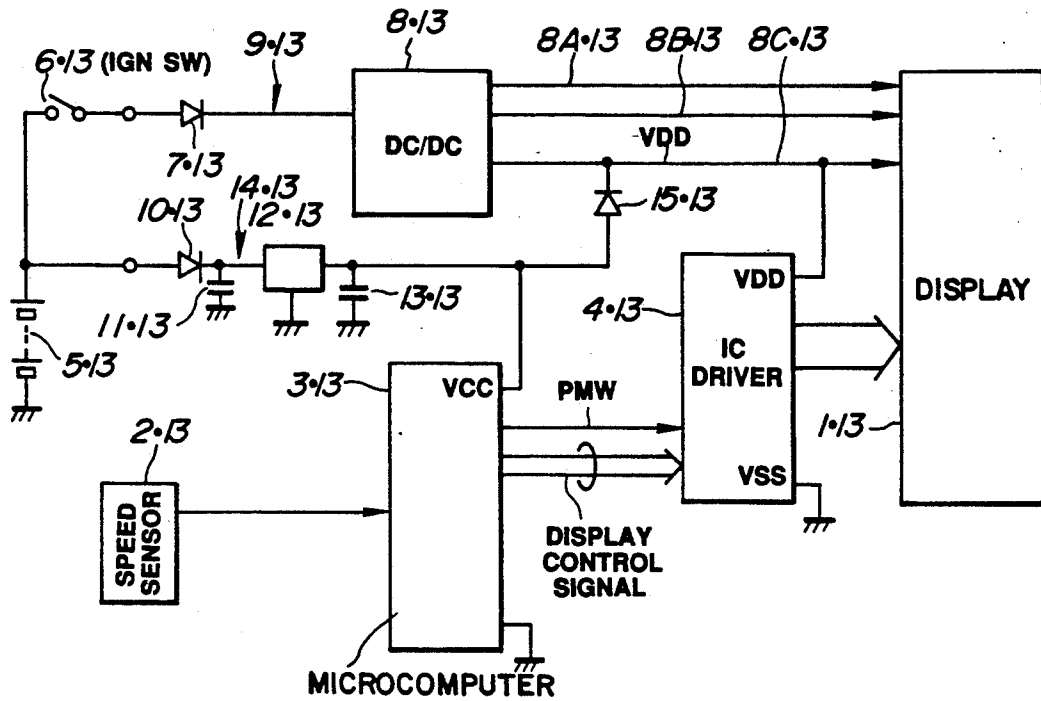 8·13
9·13
8A·13
8B·13
8C·13
6·13 (IGN SW)
DC/DC
VDD
7·13
14·13
10·13
12·13
15·13
11·13
13·13
VDD
DISPLAY
4·13
5·13
IC
DRIVER
3·13
VCC
PMW
1·13
2·13
VSS
SPEED
SENSOR
DISPLAY
CONTROL
SIGNAL
MICROCOMPUTER